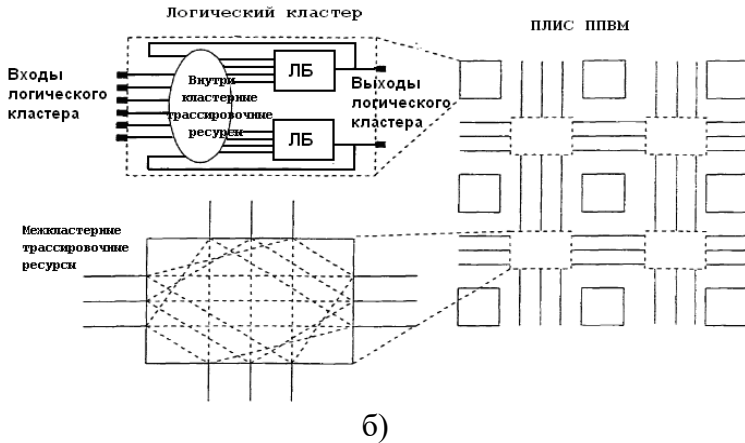 Логический кластер
ПЛИС ППВМ
Входы
логического
кластера
Внутри
кластерные
трассировочные
ресурсы
ЛБ
ЛБ
Выходы
логического
кластера
Межкластерные
трассировочные
ресурсы
б)